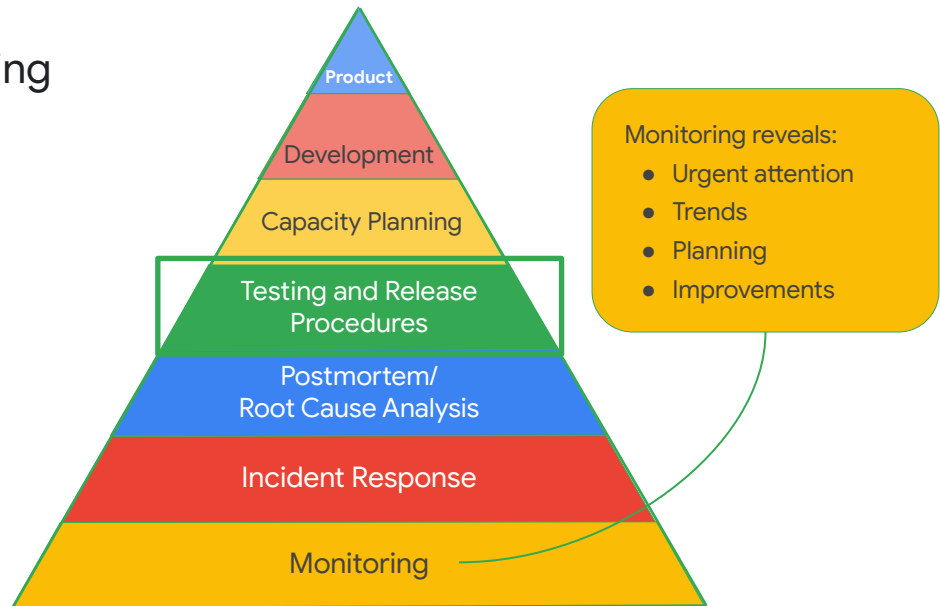 ing
Product
Development
Capacity Planning
Testing and Release
Procedures
Postmortem/
Root Cause Analysis
Incident Response
Monitoring
Monitoring reveals:
● Urgent attention
● Trends
● Planning
● Improvements